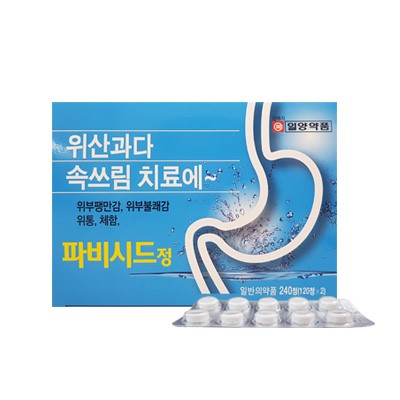 일양약품
위산과다
속쓰림 치료에~
위부팽만감, 위부불쾌감
위통, 체함,
파비시드정
일반의약품 240정(120정×2)